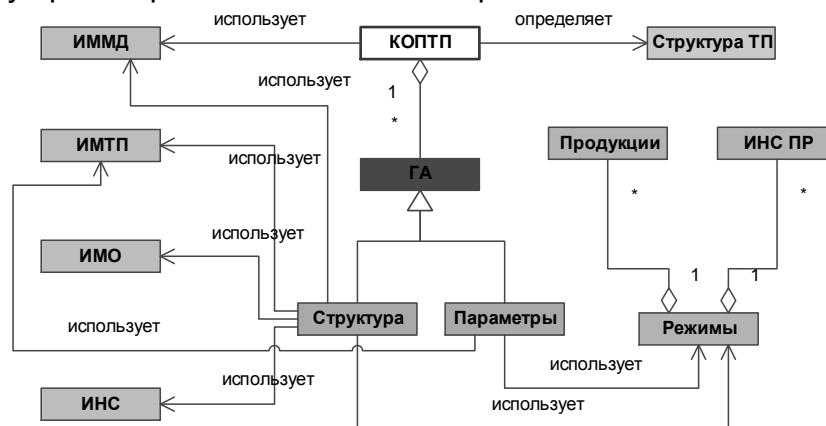 использует
определяет
ИММД
КОПТП
Структура ТП
использует
1
*
ИМТП
использует
ГА
Продукции
ИНС ПР
*
*
использует
ИМО
1
1
Структура
Параметры
Режимы
использует
использует
использует
использует
ИНС